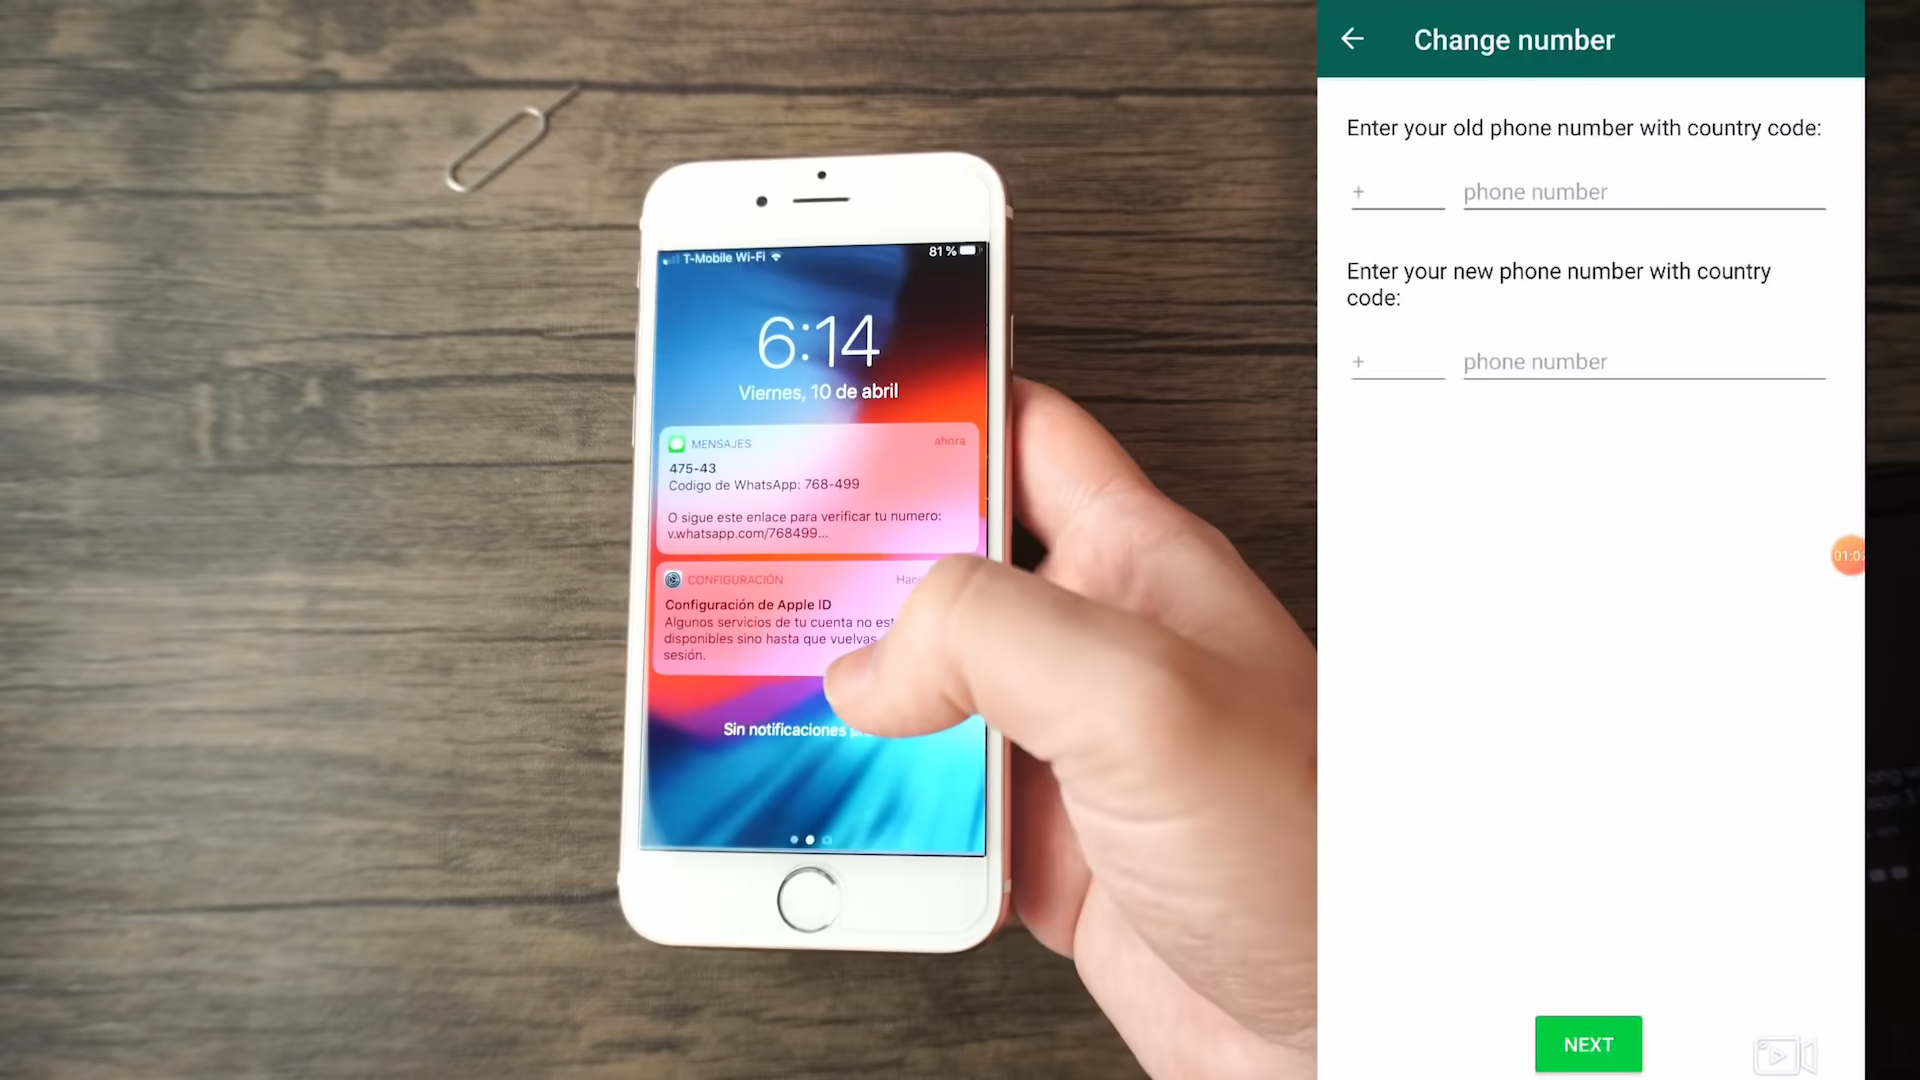 T-Mobile Wi-Fi
81 %
6:14
Viernes, 10 de abril
MENSAJES
ahora
475-43
Codigo de WhatsApp: 768-499
O sigue este enlace para verificar tu numero:
v.whatsapp.com/768499...
CONFIGURACIÓN
Configuración de Apple ID
Algunos servicios de tu cuenta no
disponibles sino hasta que vuelvas
sesión.
Sin notificaciones
Change number
Enter your old phone number with country code:
+ phone number
Enter your new phone number with country
code:
+ phone number
NEXT